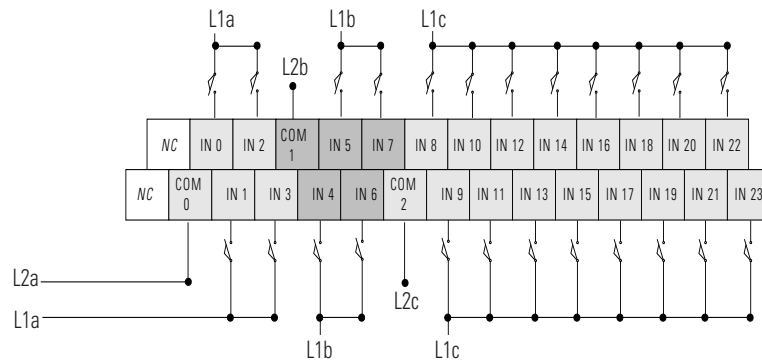 L1a L1b L1c
L2b
NC IN 0 IN 2 COM 1 IN 5 IN 7 IN 8 IN 10 IN 12 IN 14 IN 16 IN 18 IN 20 IN 22
NC COM 0 IN 1 IN 3 IN 4 IN 6 COM 2 IN 9 IN 11 IN 13 IN 15 IN 17 IN 19 IN 21 IN 23
L2a
L2c
L1a
L1b L1c